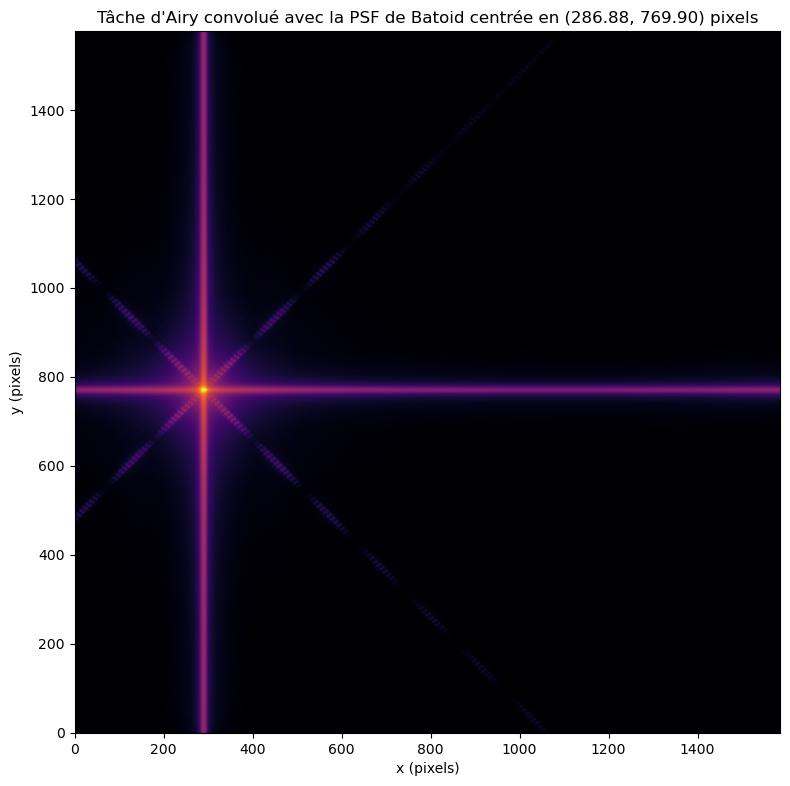 Tâche d'Airy convolué avec la PSF de Batoid centrée en (286.88, 769.90) pixels
1400
1200
1000
800
600
400
200
0
y (pixels)
0 200 400 600 800 1000 1200 1400
x (pixels)